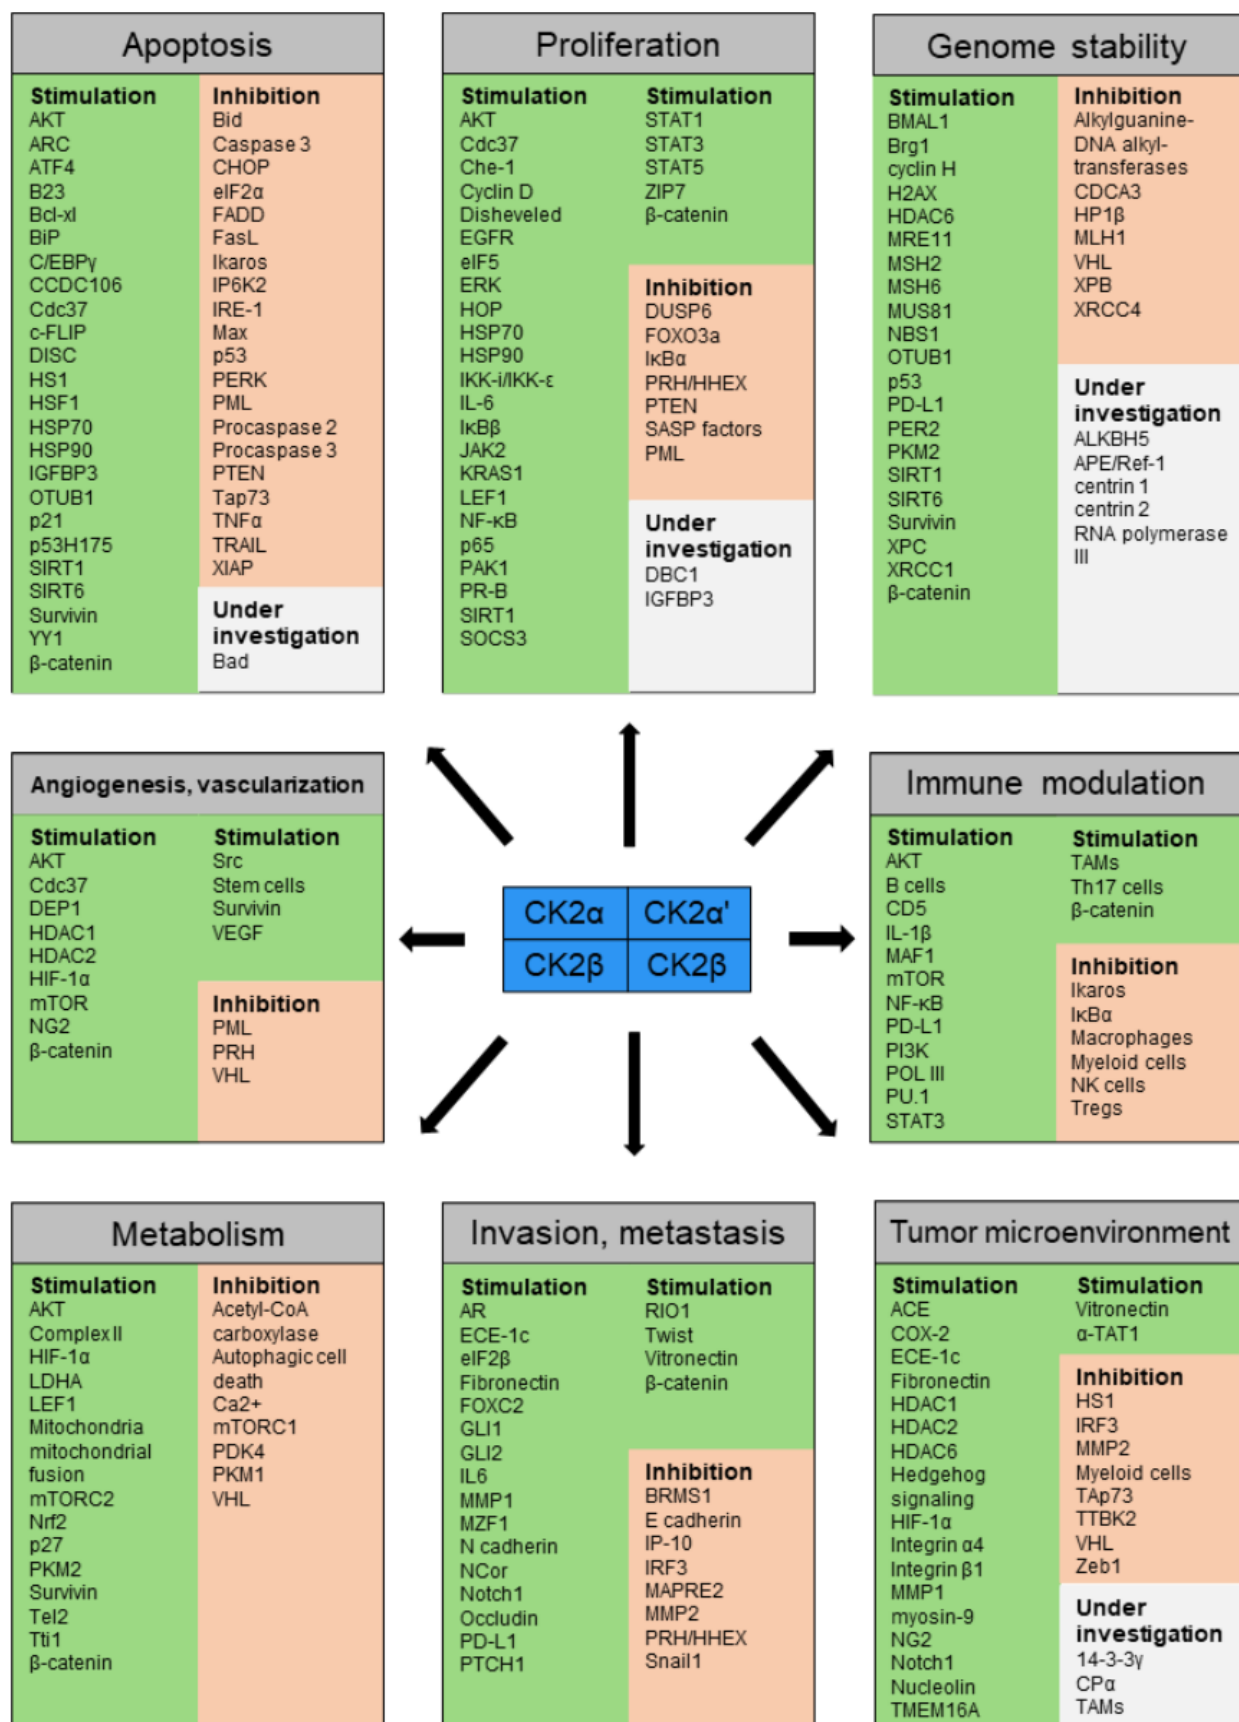 Apoptosis
Stimulation
AKT
ARC
ATF4
B23
Bcl-xl
BiP
C/EBPγ
CCDC106
Cdc37
c-FLIP
DISC
HS1
HSF1
HSP70
HSP90
IGFBP3
OTUB1
p21
p53H175
SIRT1
SIRT6
Survivin
YY1
β-catenin
Inhibition
Bid
Caspase 3
CHOP
eIF2α
FADD
FasL
Ikaros
IP6K2
IRE-1
Max
p53
PERK
PML
Procaspase 2
Procaspase 3
PTEN
Tap73
TNFα
TRAIL
XIAP
Under
investigation
Bad
Proliferation
Stimulation
AKT
Cdc37
Che-1
Cyclin D
Disheveled
EGFR
eIF5
ERK
HOP
HSP70
HSP90
IKK-i/IKK-ε
IL-6
IκBβ
JAK2
KRAS1
LEF1
NF-κB
p65
PAK1
PR-B
SIRT1
SOCS3
Stimulation
STAT1
STAT3
STAT5
ZIP7
β-catenin
Inhibition
DUSP6
FOXO3a
IκBα
PRH/HHEX
PTEN
SASP factors
PML
Under
investigation
DBC1
IGFBP3
Genome stability
Stimulation
BMAL1
Brg1
cyclin H
H2AX
HDAC6
MRE11
MSH2
MSH6
MUS81
NBS1
OTUB1
p53
PD-L1
PER2
PKM2
SIRT1
SIRT6
Survivin
XPC
XRCC1
β-catenin
Inhibition
Alkylguanine-
DNA alkyl-
transferases
CDCA3
HP1β
MLH1
VHL
XPB
XRCC4
Under
investigation
ALKBH5
APE/Ref-1
centrin 1
centrin 2
RNA polymerase
III
Angiogenesis, vascularization
Stimulation
AKT
Cdc37
DEP1
HDAC1
HDAC2
HIF-1α
mTOR
NG2
β-catenin
Stimulation
Src
Stem cells
Survivin
VEGF
Inhibition
PML
PRH
VHL
CK2α
CK2α'
CK2β
CK2β
Immune modulation
Stimulation
AKT
B cells
CD5
IL-1β
MAF1
mTOR
NF-κB
PD-L1
PI3K
POL III
PU.1
STAT3
Stimulation
TAMs
Th17 cells
β-catenin
Inhibition
Ikaros
IκBα
Macrophages
Myeloid cells
NK cells
Tregs
Metabolism
Stimulation
AKT
Complex II
HIF-1α
LDHA
LEF1
Mitochondria
mitochondrial
fusion
mTORC2
Nrf2
p27
PKM2
Survivin
Tel2
Tti1
β-catenin
Inhibition
Acetyl-CoA
carboxylase
Autophagic cell
death
Ca2+
mTORC1
PDK4
PKM1
VHL
Invasion, metastasis
Stimulation
AR
ECE-1c
eIF2β
Fibronectin
FOXC2
GLI1
GLI2
IL6
MMP1
MZF1
N cadherin
NCor
Notch1
Occludin
PD-L1
PTCH1
Stimulation
RIO1
Twist
Vitronectin
β-catenin
Inhibition
BRMS1
E cadherin
IP-10
IRF3
MAPRE2
MMP2
PRH/HHEX
Snail1
Tumor microenvironment
Stimulation
ACE
COX-2
ECE-1c
Fibronectin
HDAC1
HDAC2
HDAC6
Hedgehog
signaling
HIF-1α
Integrin α4
Integrin β1
MMP1
myosin-9
NG2
Notch1
Nucleolin
TMEM16A
Stimulation
Vitronectin
α-TAT1
Inhibition
HS1
IRF3
MMP2
Myeloid cells
TAp73
TTBK2
VHL
Zeb1
Under
investigation
14-3-3γ
CPα
TAMs